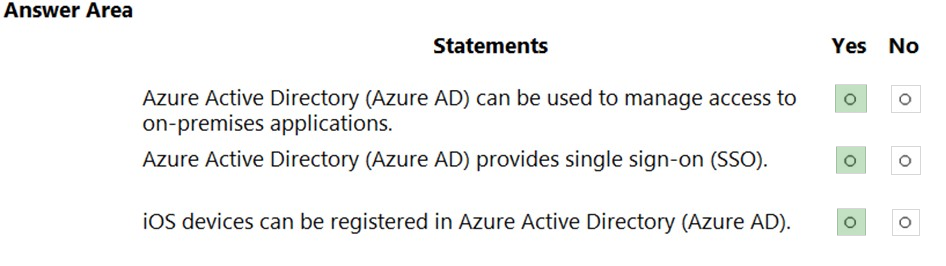 Answer Area
Statements Yes No
Azure Active Directory (Azure AD) can be used to manage access to
on-premises applications.
Azure Active Directory (Azure AD) provides single sign-on (SSO).
iOS devices can be registered in Azure Active Directory (Azure AD).